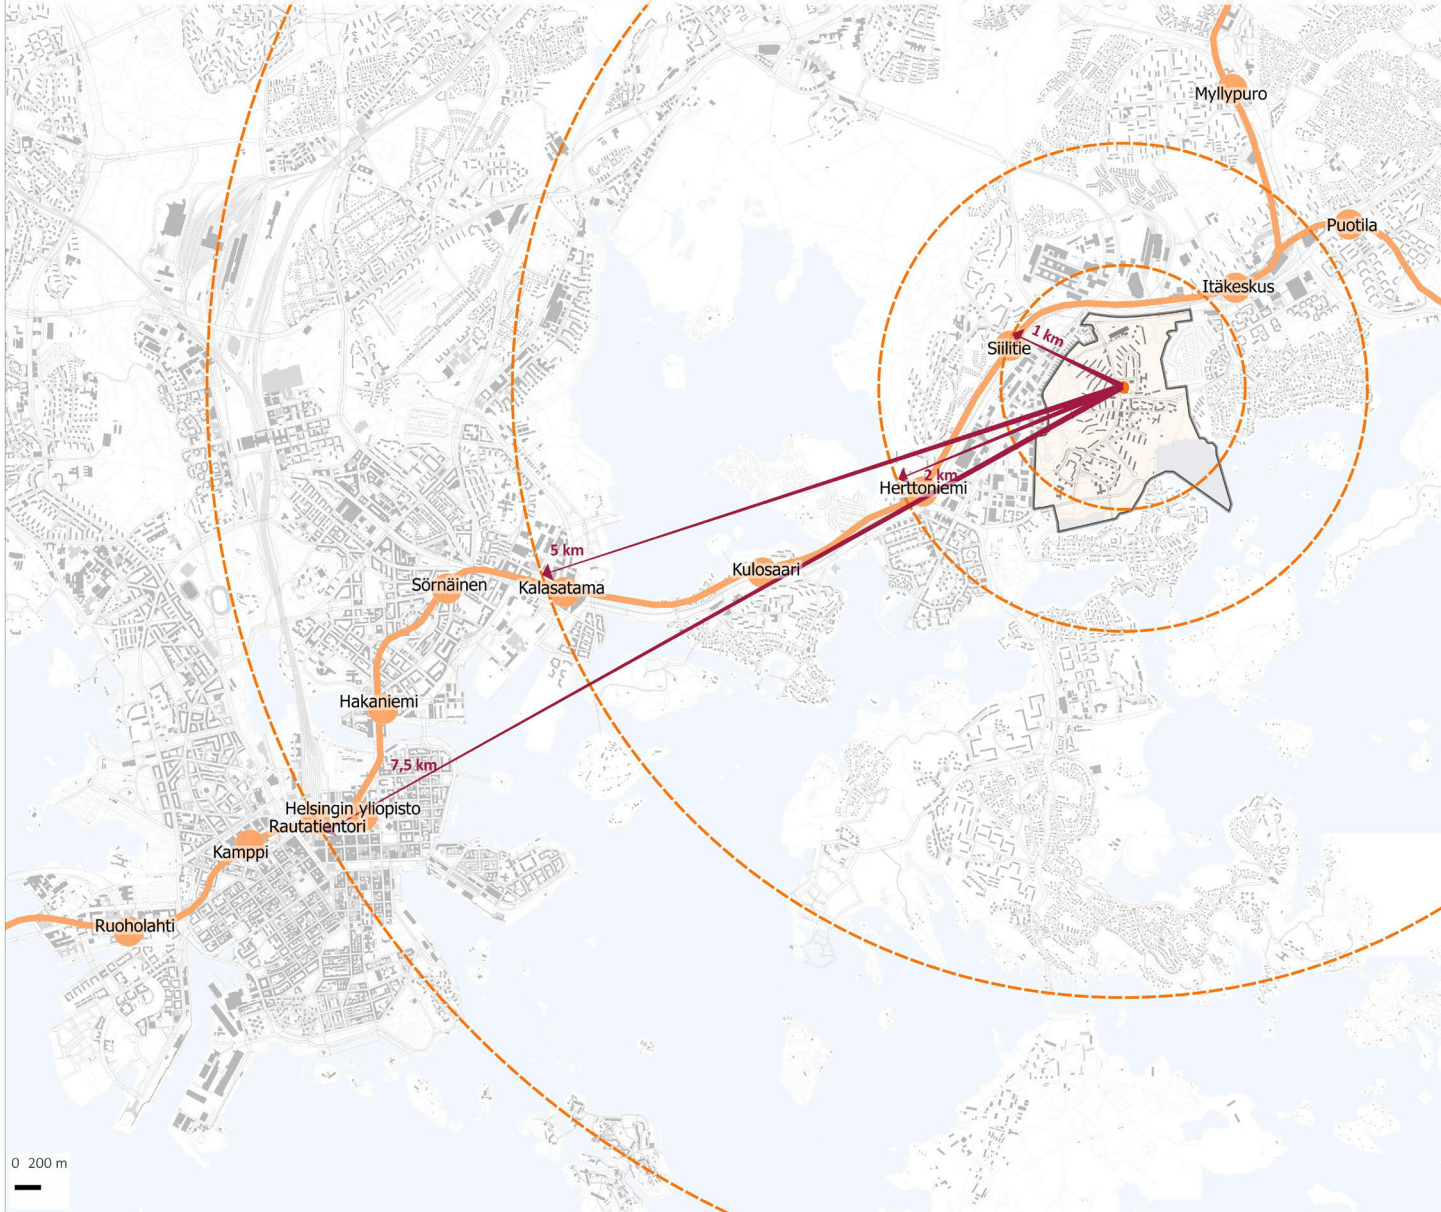 Myllypuro
Puotila
Itäkeskus
1 km
Siilitie
2 km
Herttoniemi
5 km
Kulosaari
Sörnäinen
Kalasatama
Hakaniemi
7,5 km
Helsingin yliopisto
Rautatientori
Kamppi
Ruoholahti
0 200 m